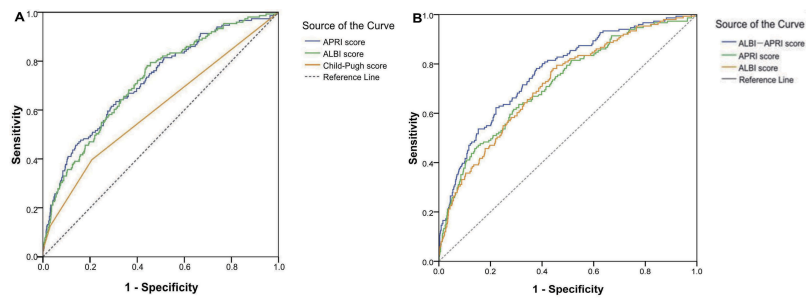 A
Sensitivity
1.0
0.8
0.6
0.4
0.2
0.0
0.0 0.2 0.4 0.6 0.8 1.0
1 - Specificity
Source of the Curve
APRI score
ALBI score
Child-Pugh score
Reference Line
B
Sensitivity
1.0
0.8
0.6
0.4
0.2
0.0
0.0 0.2 0.4 0.6 0.8 1.0
1 - Specificity
Source of the Curve
ALBI−APRI score
APRI score
ALBI score
Reference Line